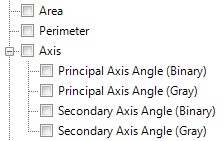 Area
Perimeter
Axis
Principal Axis Angle (Binary)
Principal Axis Angle (Gray)
Secondary Axis Angle (Binary)
Secondary Axis Angle (Gray)